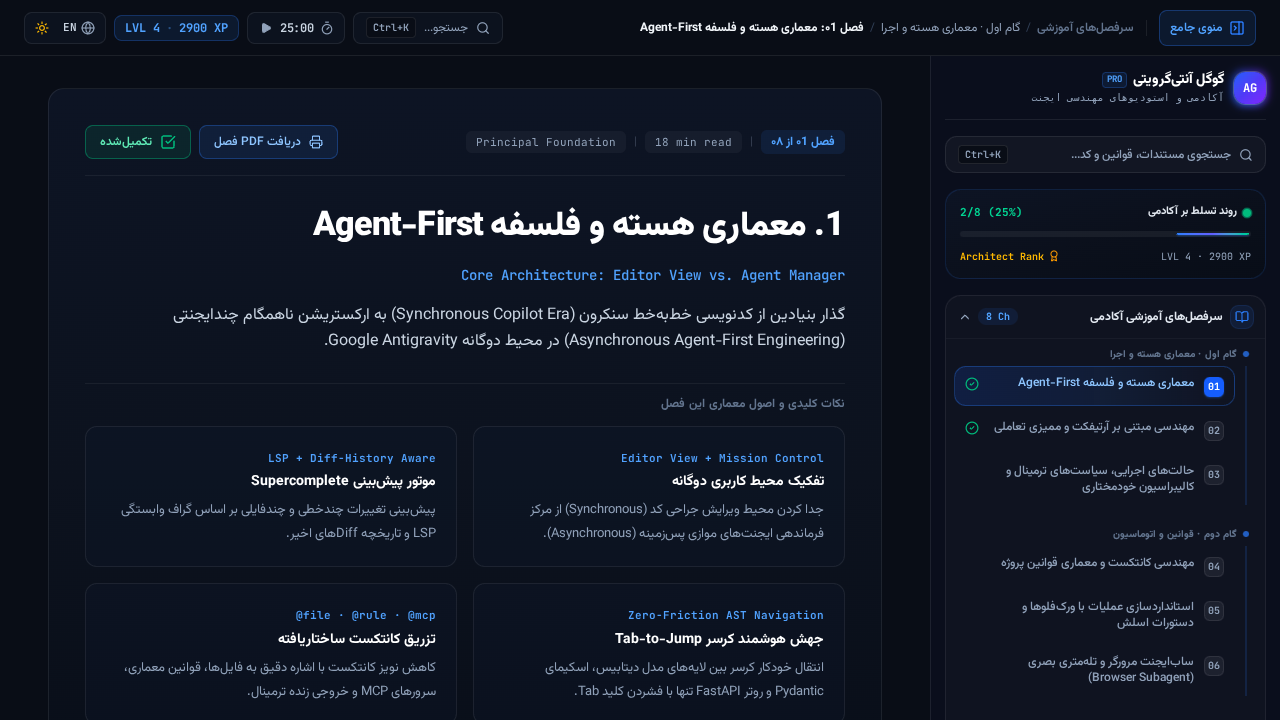 منوی جامع
سرفصل‌های آموزشی / گام اول · معماری هسته و اجرا / فصل ۰۱: معماری هسته و فلسفه Agent-First
جستجو... Ctrl+K
25:00
LVL 4 · 2900 XP
EN
AG
گوگل آنتی‌گرویتی PRO
آکادمی و استودیوهای مهندسی ایجنت
جستجوی مستندات، قوانین و کد... Ctrl+K
روند تسلط بر آکادمی 2/8 (25%)
LVL 4 · 2900 XP Architect Rank
سرفصل‌های آموزشی آکادمی 8 Ch
گام اول · معماری هسته و اجرا
01 معماری هسته و فلسفه Agent-First
02 مهندسی مبتنی بر آرتیفکت و ممیزی تعاملی
03 حالت‌های اجرایی، سیاست‌های ترمینال و
کالیبراسیون خودمختاری
گام دوم · قوانین و اتوماسیون
04 مهندسی کانتکست و معماری قوانین پروژه
05 استانداردسازی عملیات با ورک‌فلوها و
دستورات اسلش
06 ساب‌ایجنت مرورگر و تله‌متری بصری
(Browser Subagent)
فصل ۰۱ از ۰۸ 18 min read Principal Foundation
دریافت PDF فصل
تکمیل‌شده
1. معماری هسته و فلسفه Agent-First
Core Architecture: Editor View vs. Agent Manager
گذار بنیادین از کدنویسی خط‌به‌خط سنکرون (Synchronous Copilot Era) به ارکستریشن ناهمگام چندایجنتی
(Asynchronous Agent-First Engineering) در محیط دوگانه Google Antigravity.
نکات کلیدی و اصول معماری این فصل
Editor View + Mission Control
تفکیک محیط کاربری دوگانه
جدا کردن محیط ویرایش جراحی کد (Synchronous) از مرکز
فرماندهی ایجنت‌های موازی پس‌زمینه (Asynchronous).
LSP + Diff-History Aware
موتور پیش‌بینی Supercomplete
پیش‌بینی تغییرات چندخطی و چندفایلی بر اساس گراف وابستگی
LSP و تاریخچه Diffهای اخیر.
Zero-Friction AST Navigation
جهش هوشمند کرسر Tab-to-Jump
انتقال خودکار کرسر بین لایه‌های مدل دیتابیس، اسکیمای
Pydantic و روتر FastAPI تنها با فشردن کلید Tab.
@file · @rule · @mcp
تزریق کانتکست ساختاریافته
کاهش نویز کانتکست با اشاره دقیق به فایل‌ها، قوانین معماری،
سرورهای MCP و خروجی زنده ترمینال.